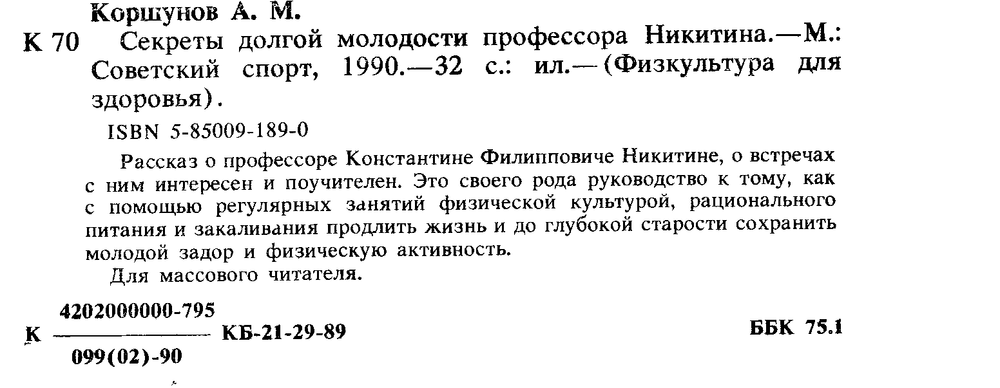 Коршунов А. М.
К 70 Секреты долгой молодости профессора Никитина.—М.:
Советский спорт, 1990.—32 с.: ил.—(Физкультура для
здоровья).
ISBN 5-85009-189-0
Рассказ о профессоре Константине Филипповиче Никитине, о встречах
с ним интересен и поучителен. Это своего рода руководство к тому, как
с помощью регулярных занятий физической культурой, рационального
питания и закаливания продлить жизнь и до глубокой старости сохранить
молодой задор и физическую активность.
Для массового читателя.
4202000000-795
К ———— КБ-21-29-89 ББК 75.1
099(02)-90